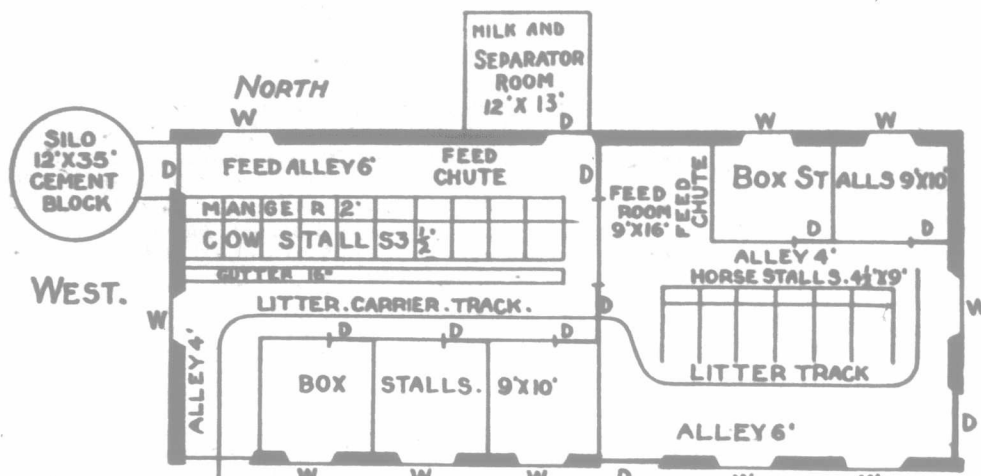 MILK AND
SEPARATOR
ROOM
12' X 13'
D
NORTH
W
W
W
SILO
12'X35'
CEMENT
BLOCK
D
FEED ALLEY 6'
FEED
CHUTE
D
FEED
ROOM
9'X16'
FEED
CHUTE
BOX STALLS 9'X10'
D
D
MANGER 2'
COW STALLS 3½'
GUTTER 16"
ALLEY 4'
HORSE STALLS. 4½'X9'
WEST.
W
LITTER. CARRIER. TRACK.
D
W
D
D
D
ALLEY 4'
BOX STALLS. 9'X10'
LITTER TRACK
ALLEY 6'
D
W
W
W
D
W
W